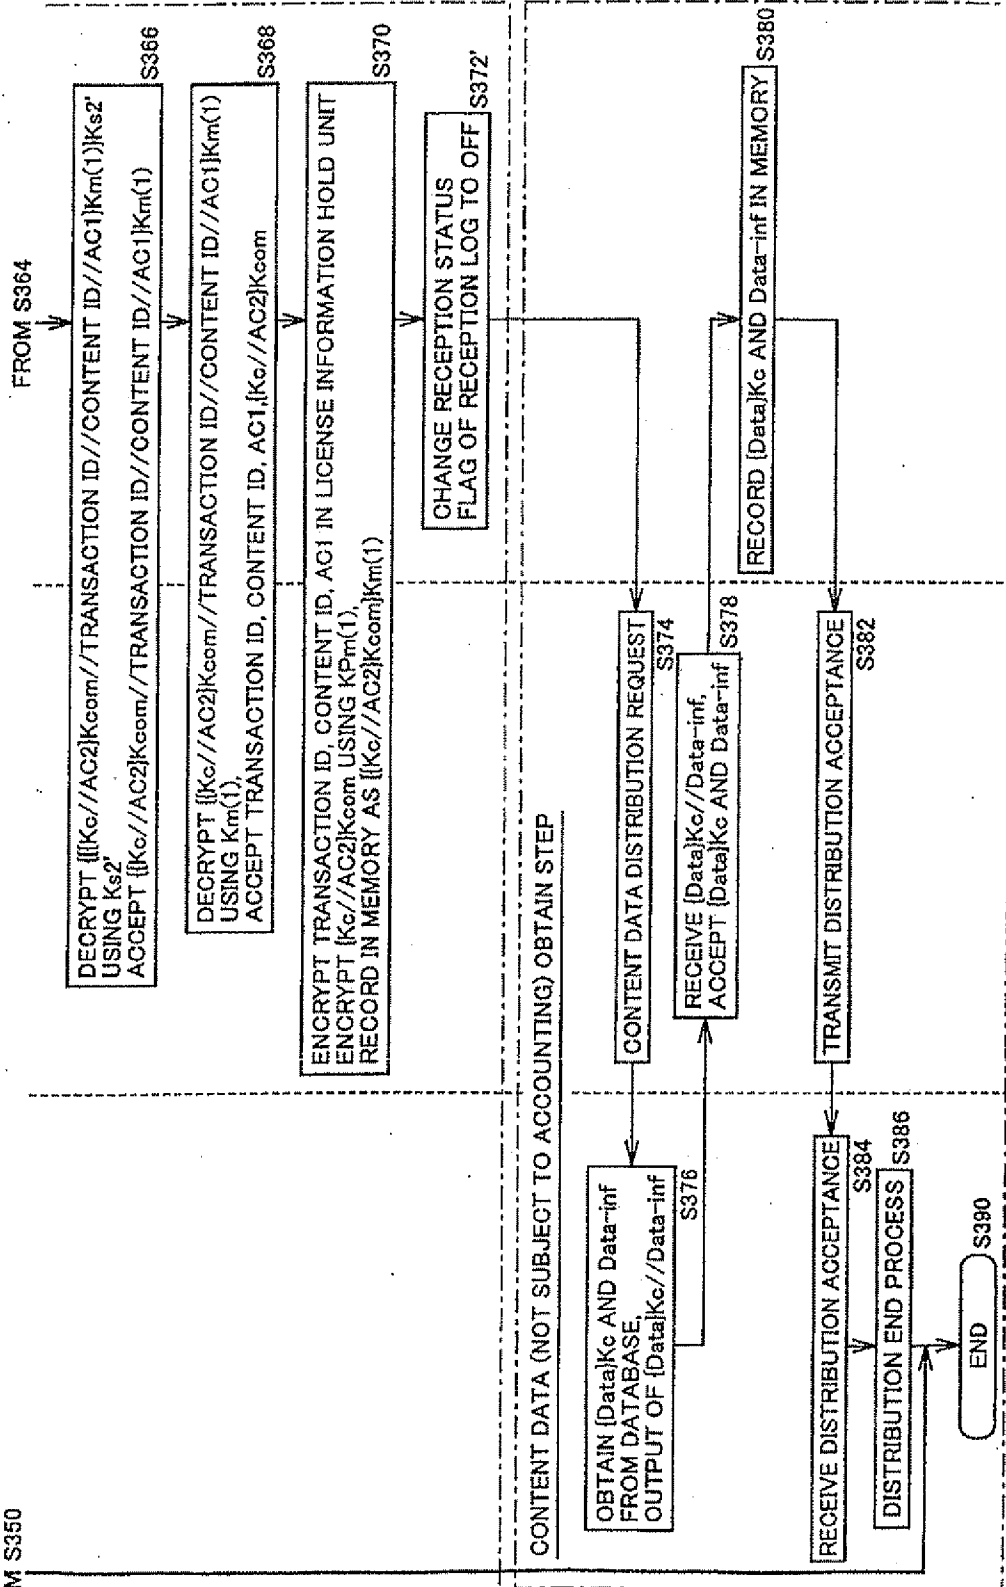 FROM S364
DECRYPT {{{Kc//AC2}Kcom//TRANSACTION ID//CONTENT ID//AC1}Km(1)}Ks2'
USING Ks2'
ACCEPT {{Kc//AC2}Kcom//TRANSACTION ID//CONTENT ID//AC1}Km(1)
S366
DECRYPT {{Kc//AC2}Kcom//TRANSACTION ID//CONTENT ID//AC1}Km(1)
USING Km(1),
ACCEPT TRANSACTION ID, CONTENT ID, AC1,{Kc//AC2}Kcom
S368
ENCRYPT TRANSACTION ID, CONTENT ID, AC1 IN LICENSE INFORMATION HOLD UNIT
ENCRYPT {Kc//AC2}Kcom USING KPm(1),
RECORD IN MEMORY AS {{Kc//AC2}Kcom}Km(1)
S370
CHANGE RECEPTION STATUS
FLAG OF RECEPTION LOG TO OFF
S372'
M S350
CONTENT DATA (NOT SUBJECT TO ACCOUNTING) OBTAIN STEP
CONTENT DATA DISTRIBUTION REQUEST
S374
OBTAIN {Data}Kc AND Data-inf
FROM DATABASE,
OUTPUT OF {Data}Kc//Data-inf
S376
RECEIVE {Data}Kc//Data-inf,
ACCEPT {Data}Kc AND Data-inf
S378
RECORD {Data}Kc AND Data-inf IN MEMORY
S380
TRANSMIT DISTRIBUTION ACCEPTANCE
S382
RECEIVE DISTRIBUTION ACCEPTANCE
S384
DISTRIBUTION END PROCESS
S386
END
S390